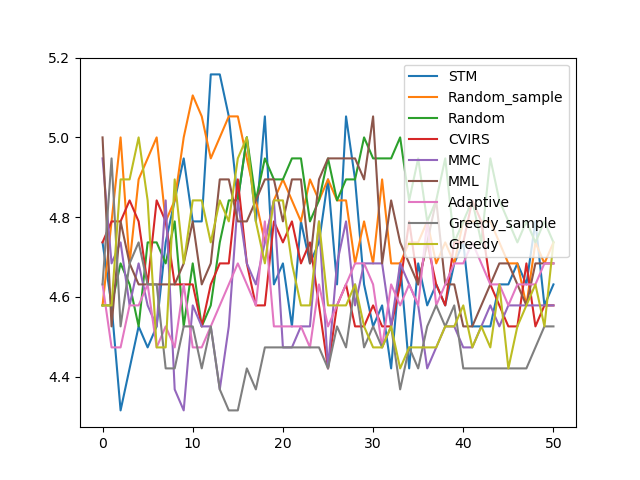 5.2
5.0
4.8
4.6
4.4
0
10
20
30
40
50
STM
Random_sample
Random
CVIRS
MMC
MML
Adaptive
Greedy_sample
Greedy